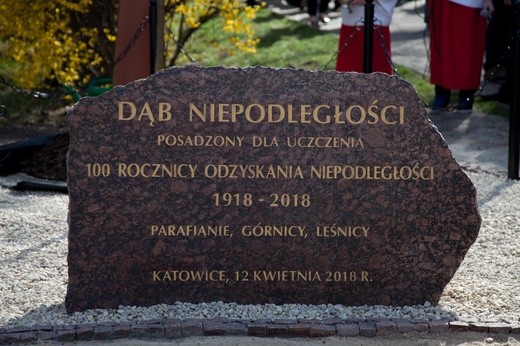 DĄB NIEPODLEGŁOŚCI
POSADZONY DLA UCZCZENIA
100 ROCZNICY ODZYSKANIA NIEPODLEGŁOŚCI
1918 - 2018
PARAFIANIE, GÓRNICY, LEŚNICY
KATOWICE, 12 KWIETNIA 2018 R.